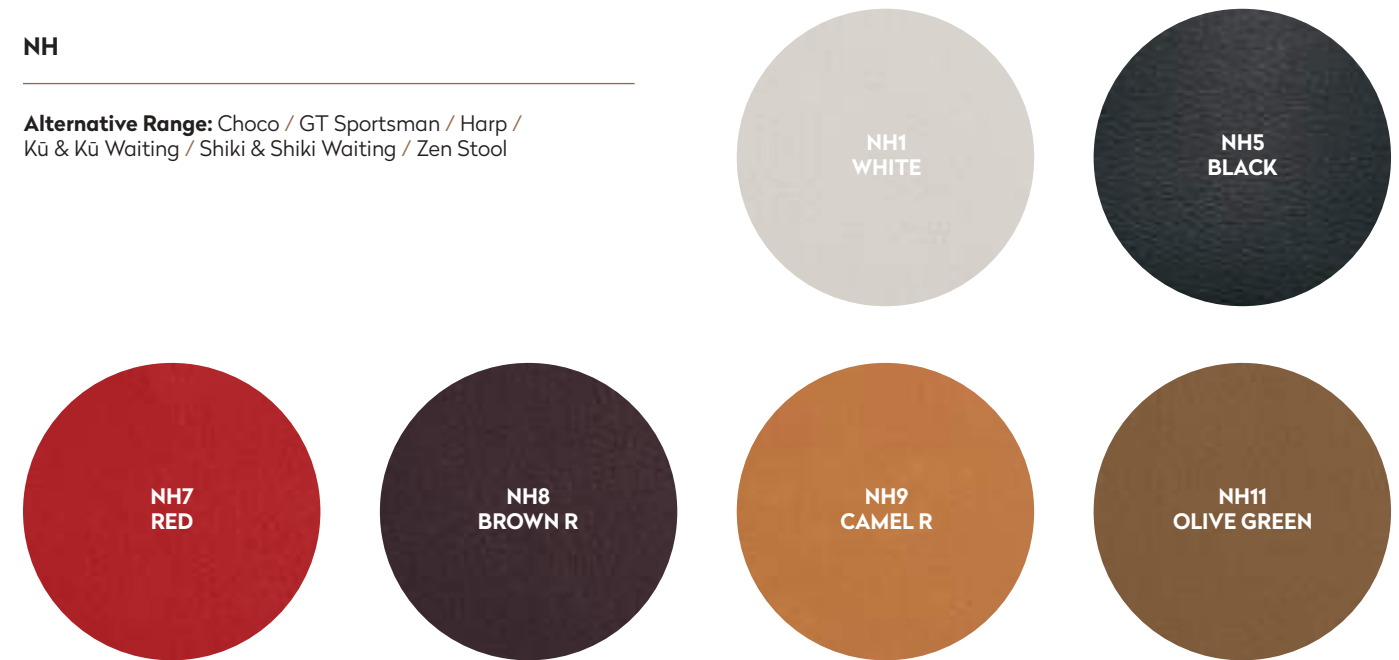 NH
Alternative Range: Choco / GT Sportsman / Harp /
Kū & Kū Waiting / Shiki & Shiki Waiting / Zen Stool
NH1
WHITE
NH5
BLACK
NH7
RED
NH8
BROWN R
NH9
CAMEL R
NH11
OLIVE GREEN